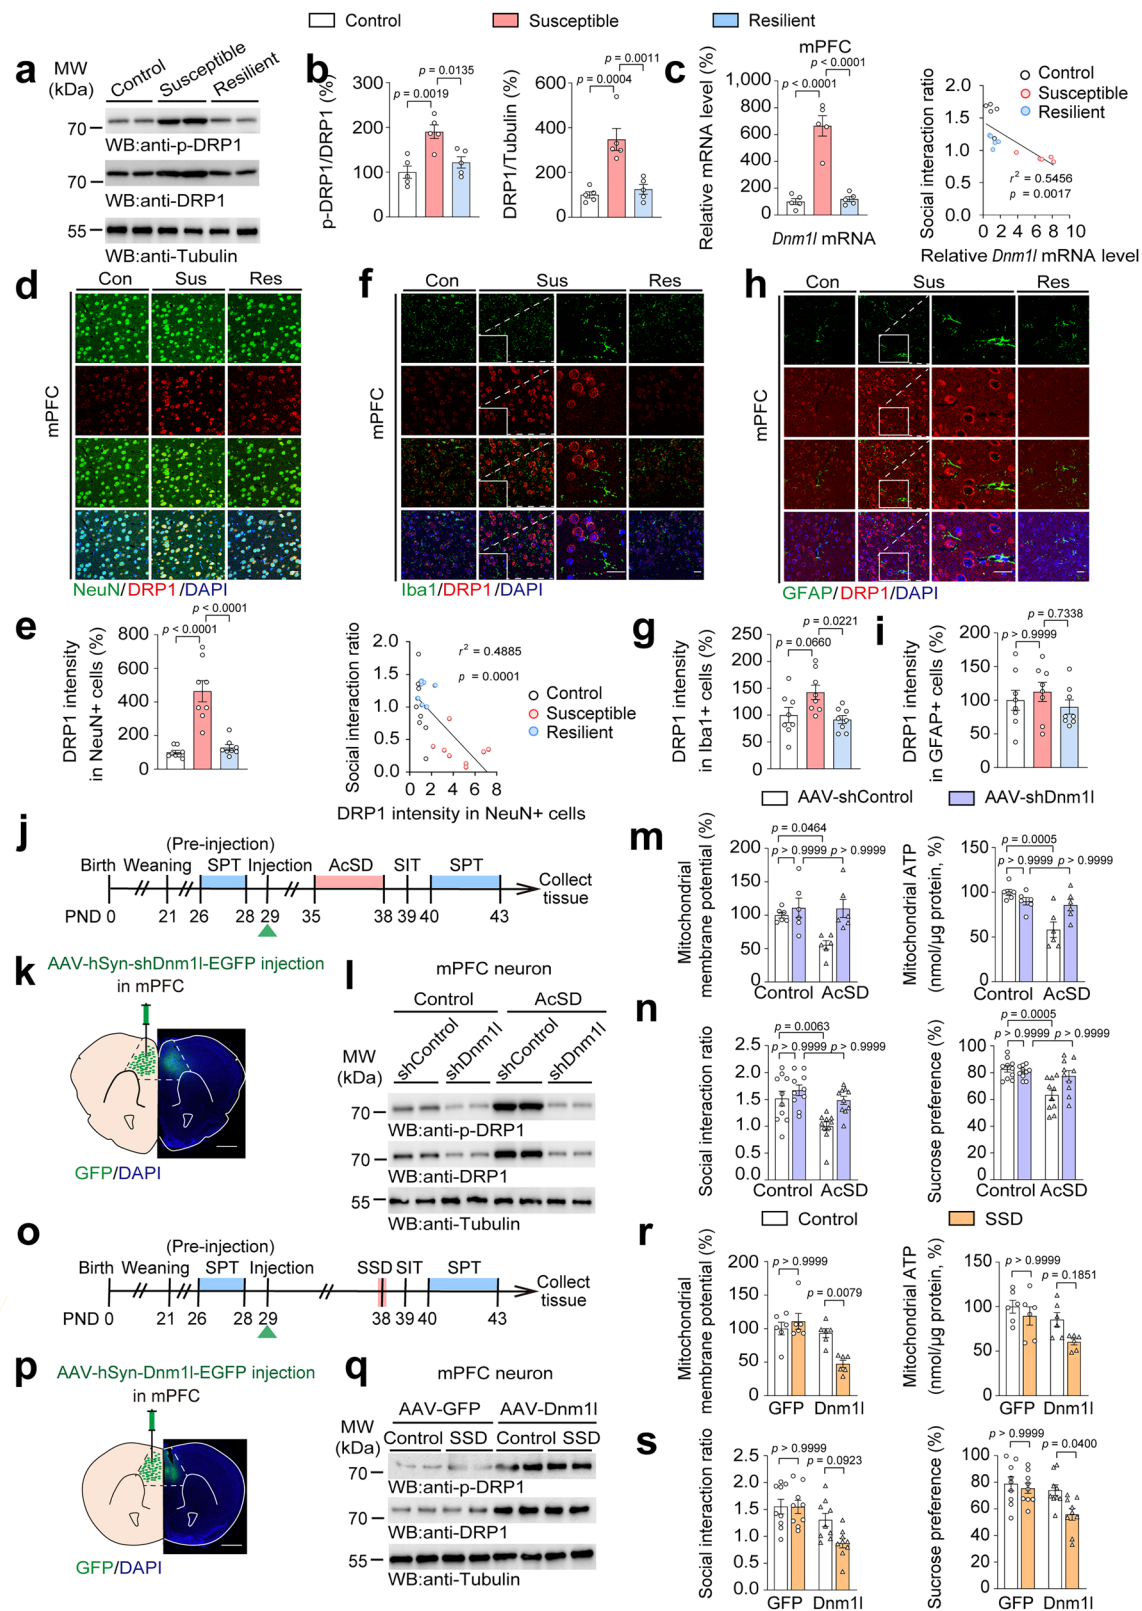 Control
Susceptible
Resilient
a
MW
(kDa)
Control
Susceptible
Resilient
70
WB:anti-p-DRP1
70
WB:anti-DRP1
55
WB:anti-Tubulin
b
p-DRP1/DRP1 (%)
300
200
100
0
p = 0.0019
p = 0.0135
DRP1/Tubulin (%)
600
400
200
0
p = 0.0004
p = 0.0011
c
mPFC
Relative mRNA level (%)
1,000
800
600
400
200
0
p < 0.0001
p < 0.0001
Dnm1l mRNA
Social interaction ratio
2.0
1.5
1.0
0.5
0.0
Control
Susceptible
Resilient
r² = 0.5456
p = 0.0017
0 2 4 6 8 10
Relative Dnm1l mRNA level
d
Con Sus Res
mPFC
NeuN/DRP1/DAPI
f
Con Sus Res
mPFC
Iba1/DRP1/DAPI
h
Con Sus Res
mPFC
GFAP/DRP1/DAPI
e
DRP1 intensity
in NeuN+ cells (%)
800
600
400
200
0
p < 0.0001
p < 0.0001
Social interaction ratio
2.0
1.5
1.0
0.5
0.0
r² = 0.4885
p = 0.0001
Control
Susceptible
Resilient
0 2 4 6 8
DRP1 intensity in NeuN+ cells
g
DRP1 intensity
in Iba1+ cells (%)
250
200
150
100
50
0
p = 0.0660
p = 0.0221
i
DRP1 intensity
in GFAP+ cells (%)
200
150
100
50
0
p > 0.9999
p = 0.7338
AAV-shControl
AAV-shDnm1l
j
(Pre-injection)
Birth Weaning SPT Injection AcSD SIT SPT
Collect
tissue
PND 0 21 26 28 29 35 38 39 40 43
k
AAV-hSyn-shDnm1l-EGFP injection
in mPFC
GFP/DAPI
l
mPFC neuron
Control AcSD
MW
(kDa)
shControl
shDnm1l
shControl
shDnm1l
70
WB:anti-p-DRP1
70
WB:anti-DRP1
55
WB:anti-Tubulin
m
Mitochondrial
membrane potential (%)
200
150
100
50
0
p = 0.0464
p > 0.9999
p > 0.9999
Control AcSD
Mitochondrial ATP
(nmol/µg protein, %)
150
100
50
0
p = 0.0005
p > 0.9999
p > 0.9999
Control AcSD
n
Social interaction ratio
2.5
2.0
1.5
1.0
0.5
0.0
p = 0.0063
p > 0.9999
p > 0.9999
Control AcSD
Sucrose preference (%)
100
80
60
40
20
0
p = 0.0005
p > 0.9999
p > 0.9999
Control AcSD
Control
SSD
o
(Pre-injection)
Birth Weaning SPT Injection SSD SIT SPT
Collect
tissue
PND 0 21 26 28 29 38 39 40 43
p
AAV-hSyn-Dnm1l-EGFP injection
in mPFC
GFP/DAPI
q
mPFC neuron
AAV-GFP AAV-Dnm1l
MW
(kDa)
Control SSD Control SSD
70
WB:anti-p-DRP1
70
WB:anti-DRP1
55
WB:anti-Tubulin
r
Mitochondrial
membrane potential (%)
200
150
100
50
0
p > 0.9999
p = 0.0079
GFP Dnm1l
Mitochondrial ATP
(nmol/µg protein, %)
150
100
50
0
p > 0.9999
p = 0.1851
GFP Dnm1l
s
Social interaction ratio
2.5
2.0
1.5
1.0
0.5
0.0
p > 0.9999
p = 0.0923
GFP Dnm1l
Sucrose preference (%)
100
80
60
40
20
0
p > 0.9999
p = 0.0400
GFP Dnm1l